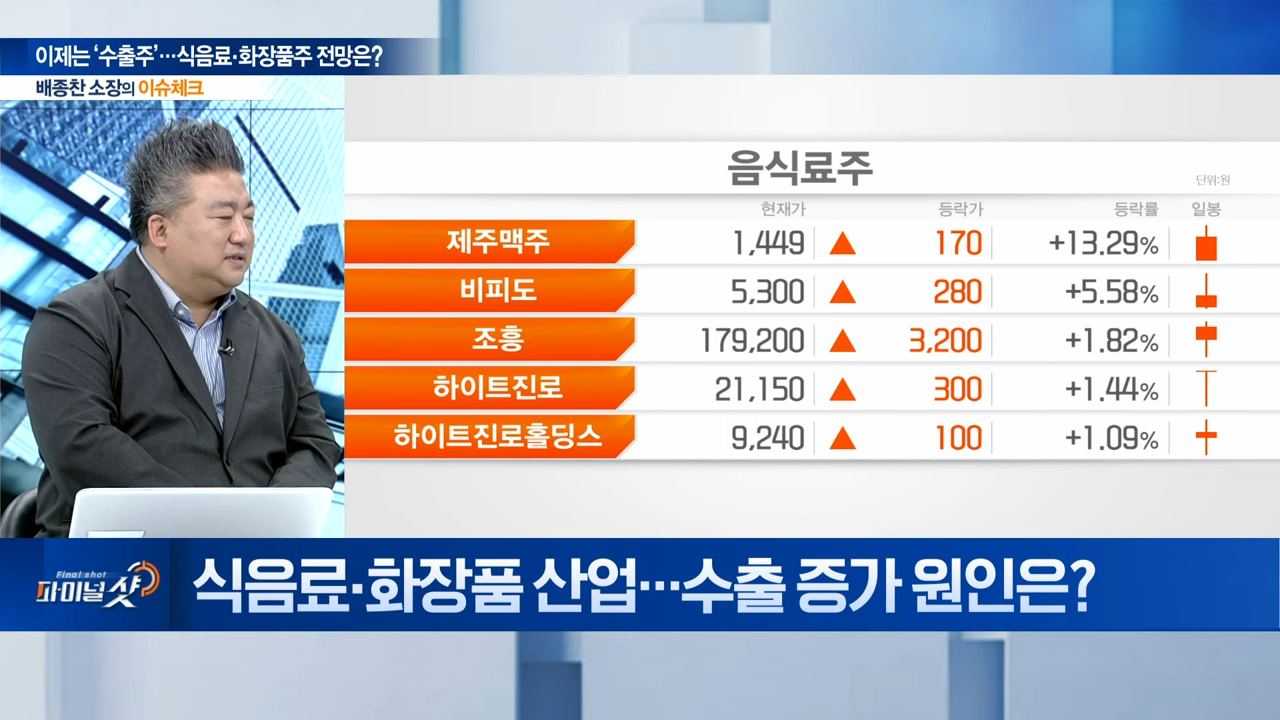 이제는 '수출주'…식음료·화장품주 전망은?
배종찬 소장의 이슈체크
음식료주
단위:원
현재가 등락가 등락률 일봉
제주맥주 1,449 ▲ 170 +13.29%
비피도 5,300 ▲ 280 +5.58%
조흥 179,200 ▲ 3,200 +1.82%
하이트진로 21,150 ▲ 300 +1.44%
하이트진로홀딩스 9,240 ▲ 100 +1.09%
Final shot
파이널샷
식음료·화장품 산업…수출 증가 원인은?